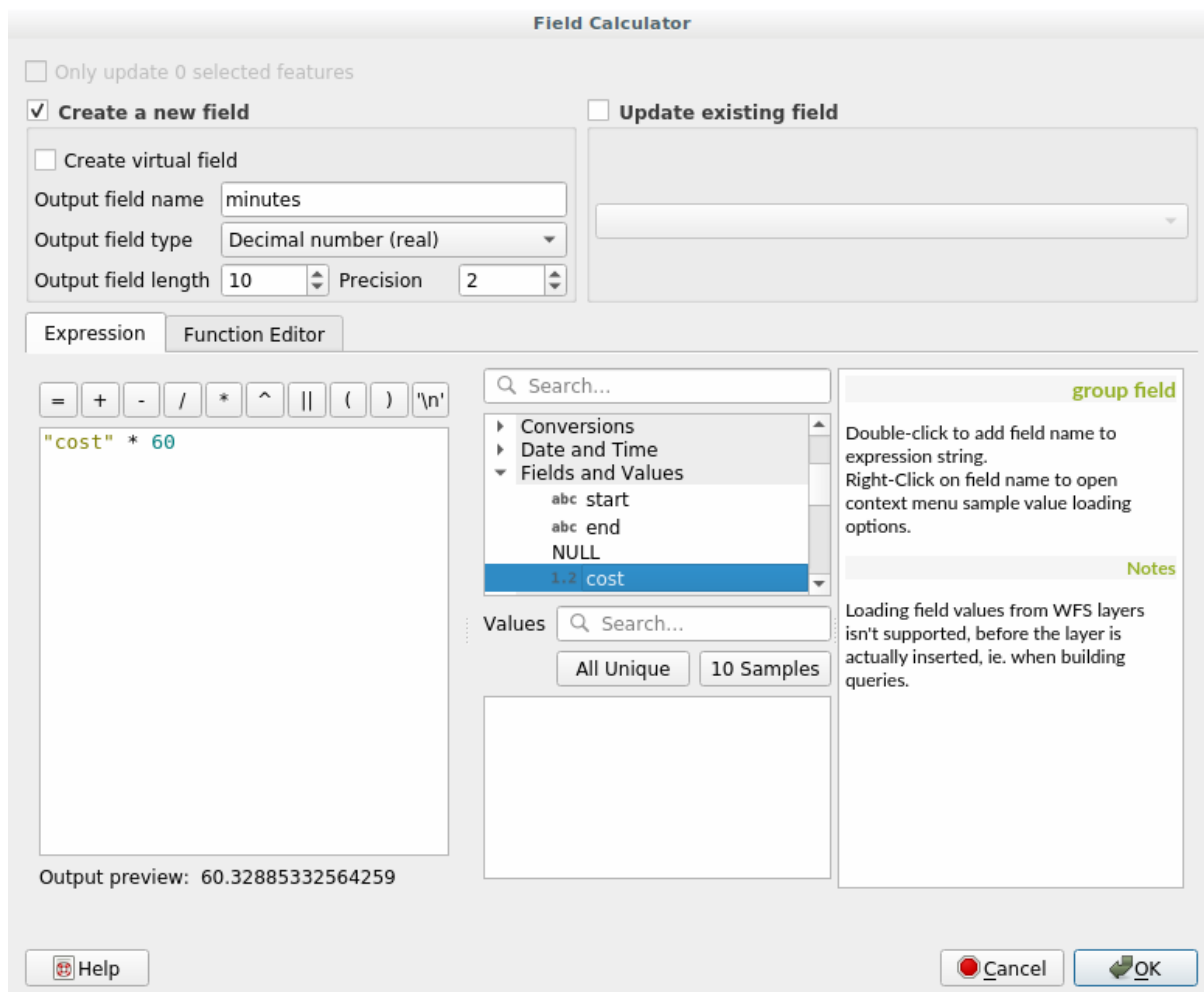 Field Calculator
Only update 0 selected features
Create a new field
Update existing field
Create virtual field
Output field name minutes
Output field type Decimal number (real)
Output field length 10 Precision 2
Expression Function Editor
= + - / * ^ || ( ) '\n'
"cost" * 60
Output preview: 60.32885332564259
Search...
Conversions
Date and Time
Fields and Values
abc start
abc end
NULL
1.2 cost
Values Search...
All Unique 10 Samples
group field
Double-click to add field name to
expression string.
Right-Click on field name to open
context menu sample value loading
options.
Notes
Loading field values from WFS layers
isn't supported, before the layer is
actually inserted, ie. when building
queries.
Help
Cancel
OK